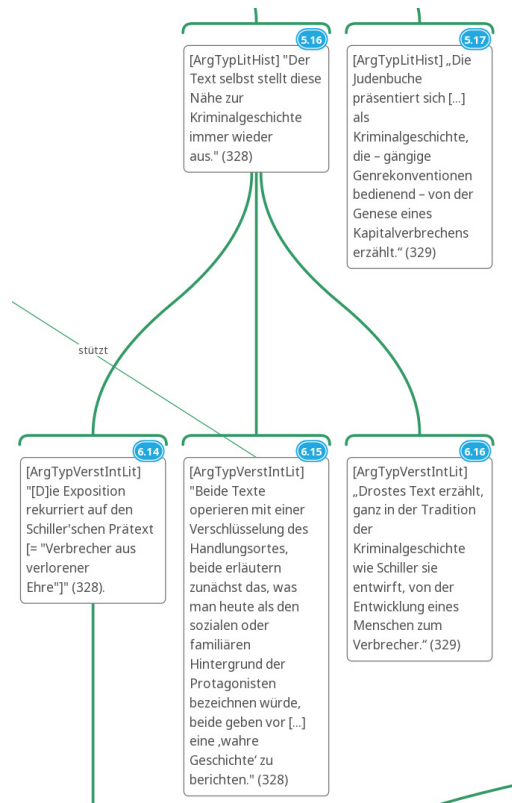 5.16
[ArgTypLitHist] "Der
Text selbst stellt diese
Nähe zur
Kriminalgeschichte
immer wieder
aus." (328)
5.17
[ArgTypLitHist] „Die
Judenbuche
präsentiert sich [...]
als
Kriminalgeschichte,
die – gängige
Genrekonventionen
bedienend – von der
Genese eines
Kapitalverbrechens
erzählt.“ (329)
stützt
6.14
[ArgTypVerstIntLit]
"[D]ie Exposition
rekurriert auf den
Schiller'schen Prätext
[= "Verbrecher aus
verlorener
Ehre"]" (328).
6.15
[ArgTypVerstIntLit]
"Beide Texte
operieren mit einer
Verschlüsselung des
Handlungsortes,
beide erläutern
zunächst das, was
man heute als den
sozialen oder
familiären
Hintergrund der
Protagonisten
bezeichnen würde,
beide geben vor [...]
eine ‚wahre
Geschichte‘ zu
berichten." (328)
6.16
[ArgTypVerstIntLit]
„Drostes Text erzählt,
ganz in der Tradition
der
Kriminalgeschichte
wie Schiller sie
entwirft, von der
Entwicklung eines
Menschen zum
Verbrecher.“ (329)